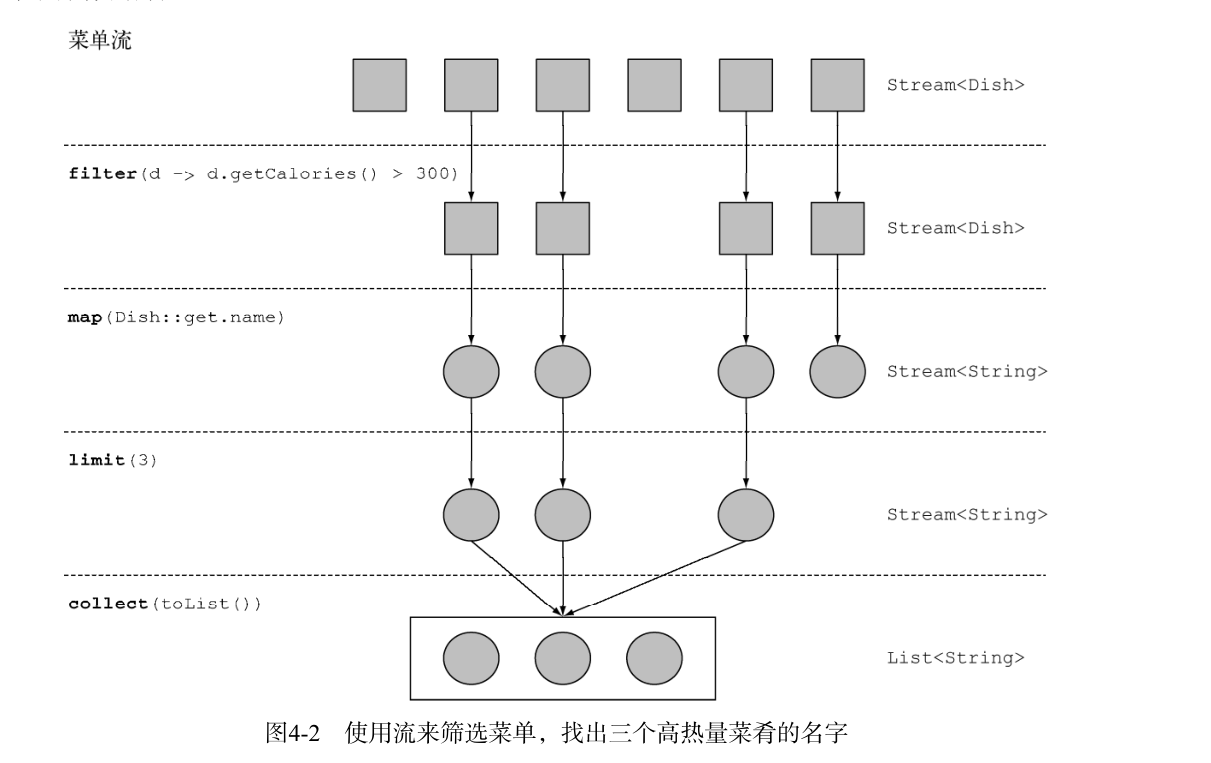 菜单流
Stream<Dish>
filter(d -> d.getCalories() > 300)
Stream<Dish>
map(Dish::get.name)
Stream<String>
limit(3)
Stream<String>
collect(toList())
List<String>
图4-2 使用流来筛选菜单，找出三个高热量菜肴的名字